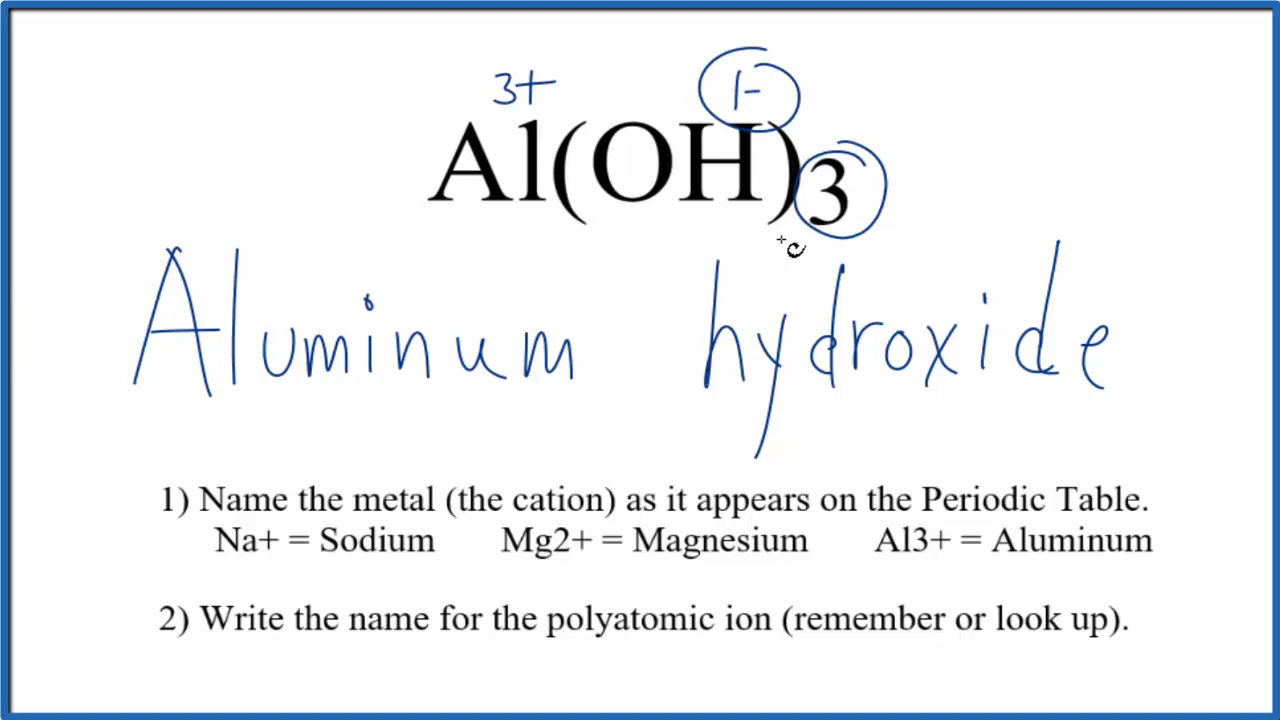 3+ 1-
Al(OH)3
Aluminum hydroxide
1) Name the metal (the cation) as it appears on the Periodic Table.
Na+ = Sodium Mg2+ = Magnesium Al3+ = Aluminum
2) Write the name for the polyatomic ion (remember or look up).